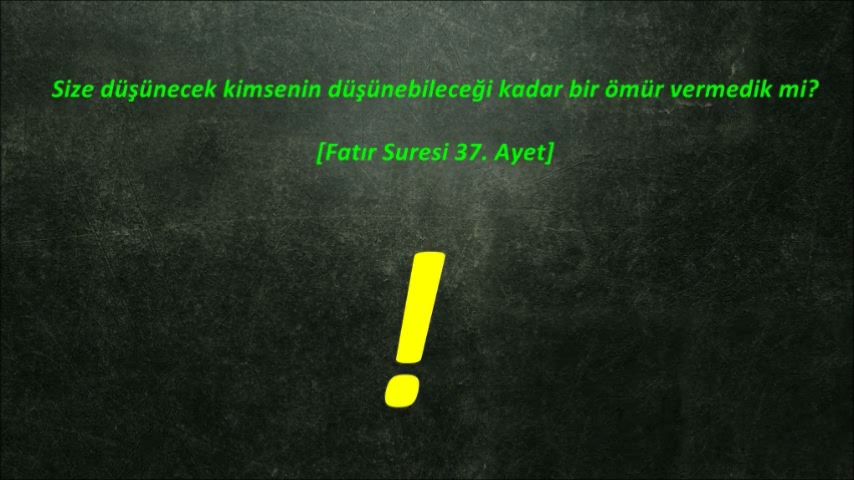 Size düşünecek kimsenin düşünebileceği kadar bir ömür vermedik mi?
[Fatır Suresi 37. Ayet]
!